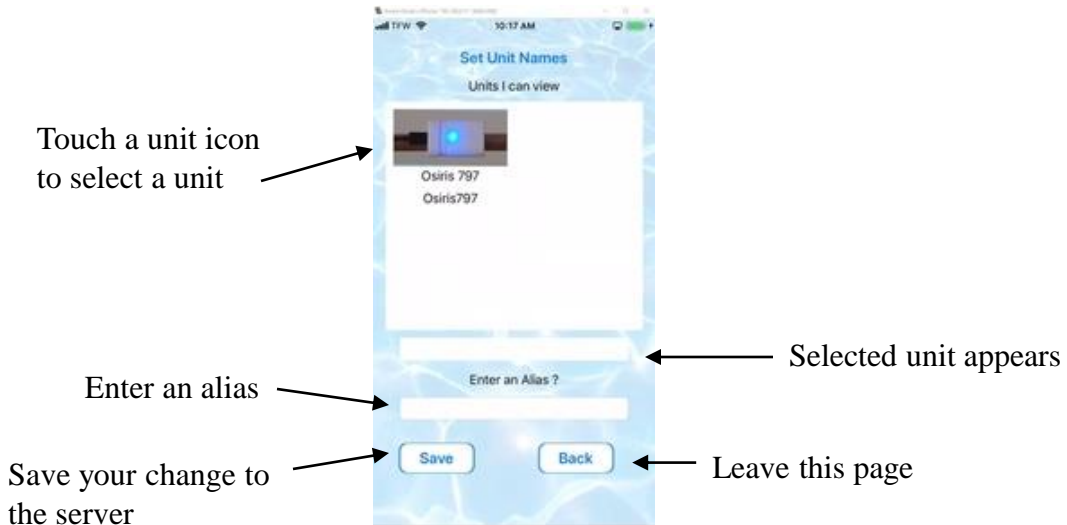 TFW
10:17 AM
Set Unit Names
Units I can view
Touch a unit icon
to select a unit
Osiris 797
Osiris797
Selected unit appears
Enter an Alias ?
Enter an alias
Save
Back
Leave this page
Save your change to
the server